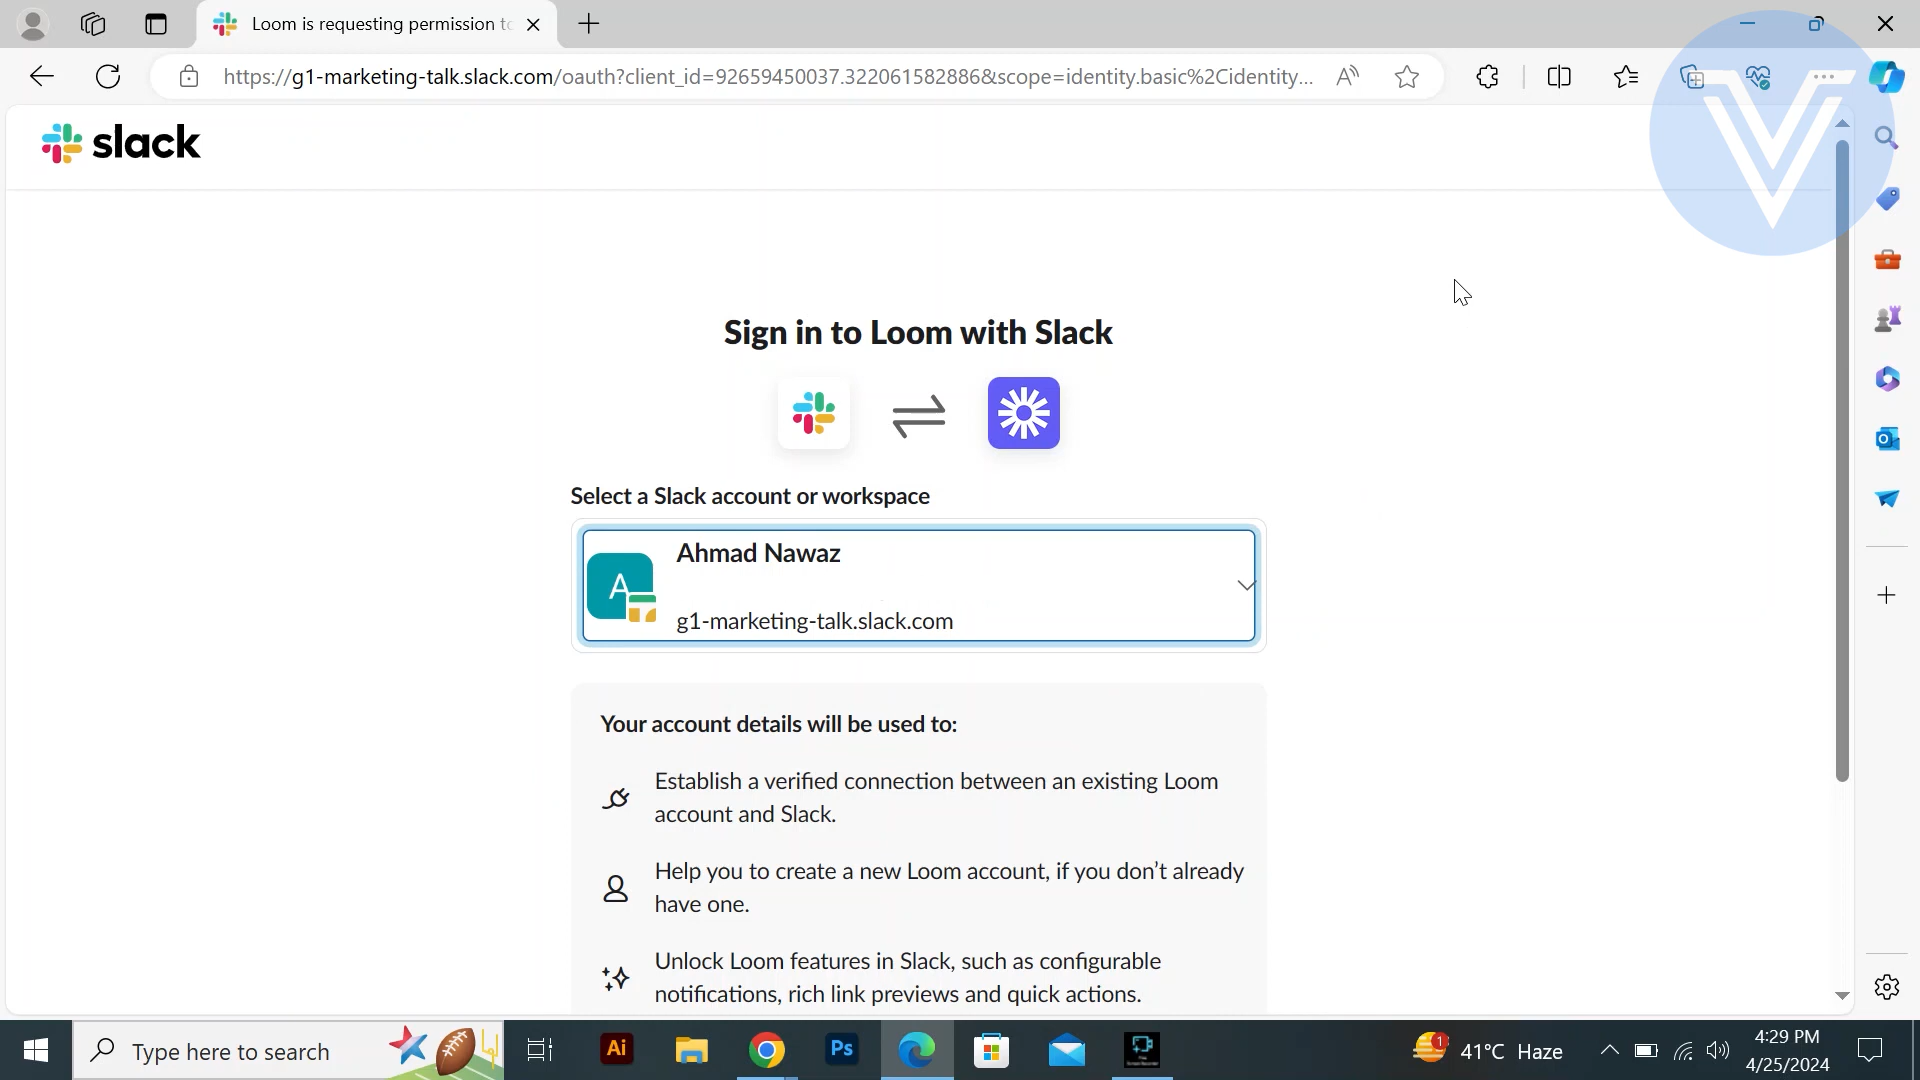 Loom is requesting permission to
https://g1-marketing-talk.slack.com/oauth?client_id=92659450037.322061582886&scope=identity.basic%2Cidentity...
slack
Sign in to Loom with Slack
Select a Slack account or workspace
A
Ahmad Nawaz
g1-marketing-talk.slack.com
Your account details will be used to:
Establish a verified connection between an existing Loom
account and Slack.
Help you to create a new Loom account, if you don’t already
have one.
Unlock Loom features in Slack, such as configurable
notifications, rich link previews and quick actions.
Type here to search
Ai
Ps
1
41°C Haze
4:29 PM
4/25/2024